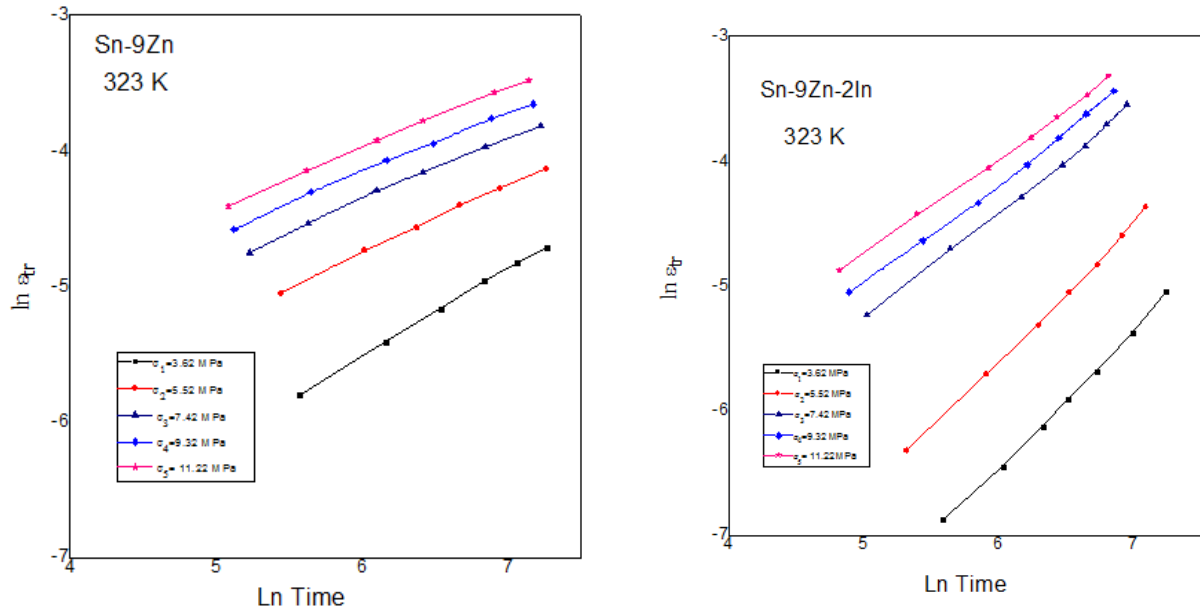 -3
-4
-5
-6
-7
4
5
6
7
Sn-9Zn
323 K
σ1=3.62 M Pa
σ2=5.52 M Pa
σ3=7.42 M Pa
σ4=9.32 M Pa
σ5= 11.22 M Pa
ln εtr
Ln Time
-3
-4
-5
-6
-7
4
5
6
7
Sn-9Zn-2In
323 K
σ1=3.62 MPa
σ2=5.52 MPa
σ3=7.42 MPa
=9.32 MPa
σ5= 11.22 MPa
ln εtr
Ln Time